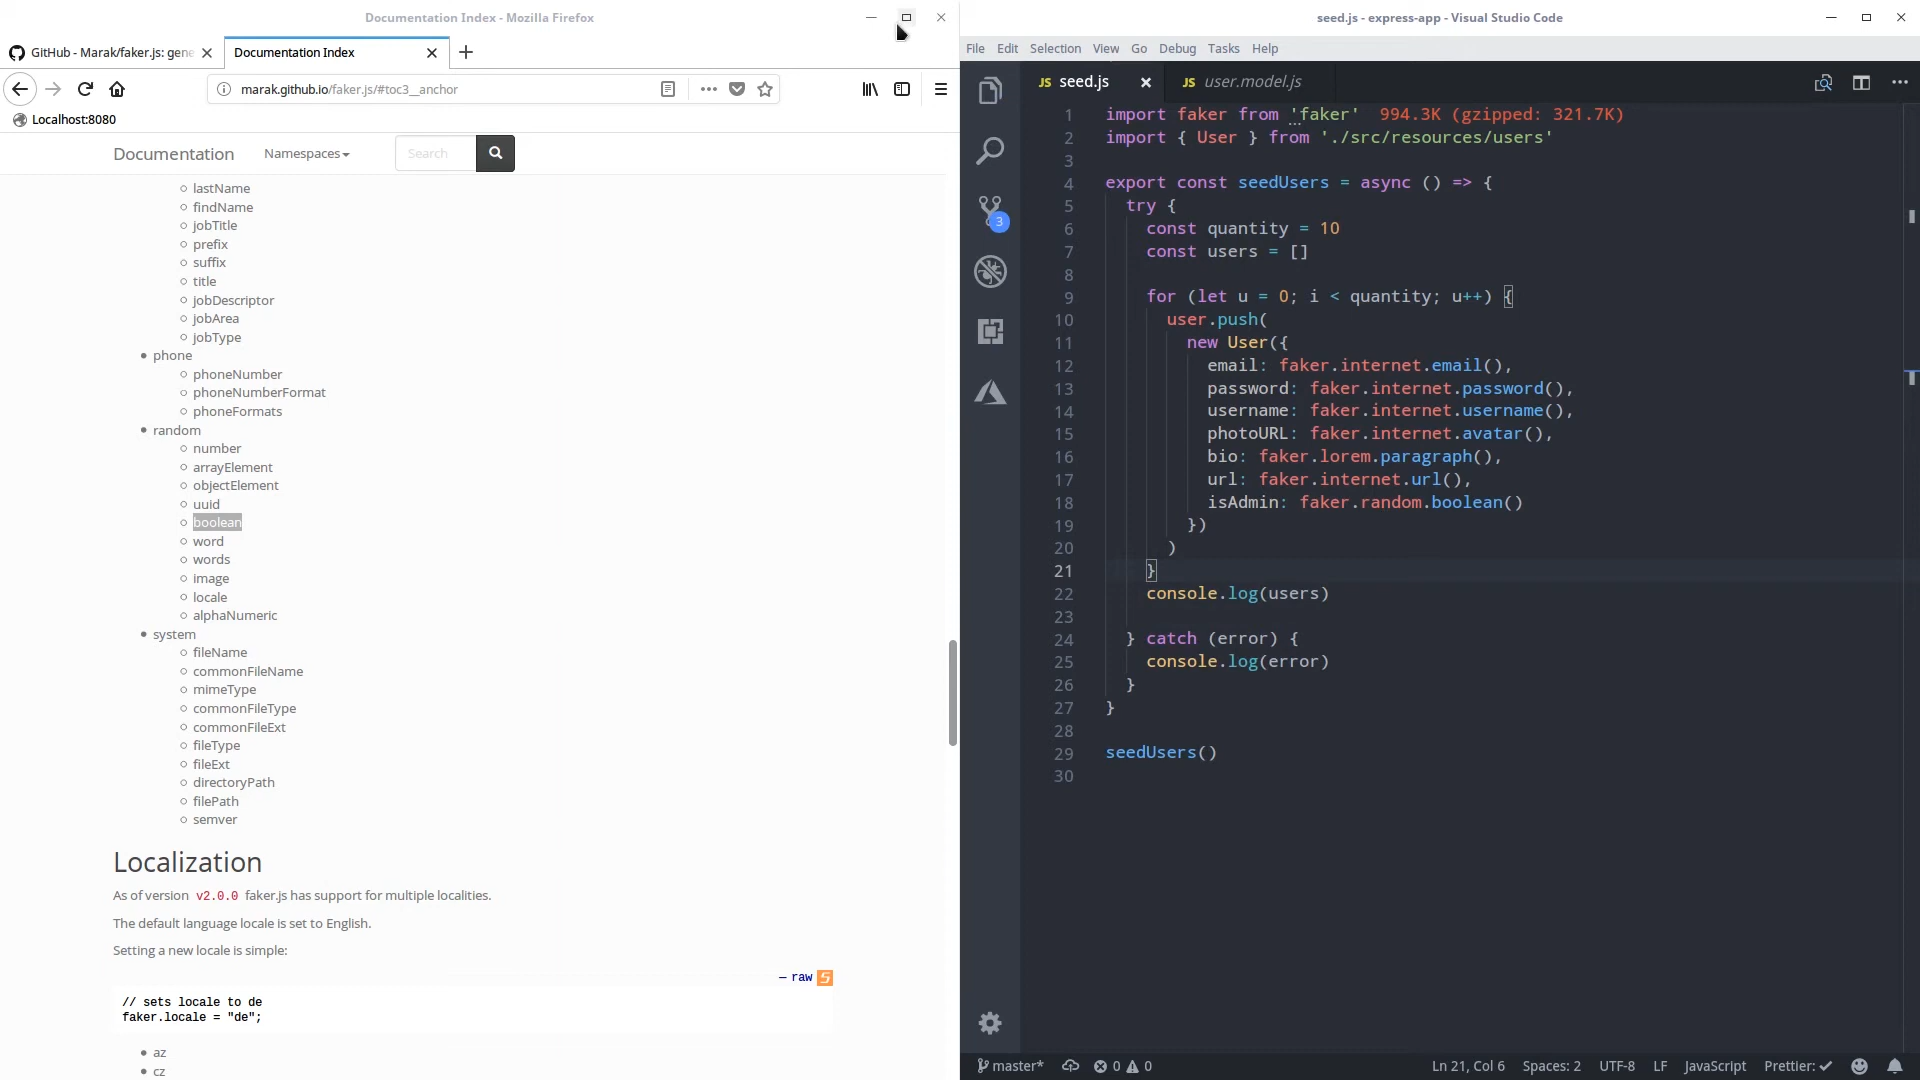 Documentation Index - Mozilla Firefox
GitHub - Marak/faker.js: gene
Documentation Index
marak.github.io/faker.js/#toc3__anchor
Localhost:8080
Documentation
Namespaces
Search
lastName
findName
jobTitle
prefix
suffix
title
jobDescriptor
jobArea
jobType
phone
phoneNumber
phoneNumberFormat
phoneFormats
random
number
arrayElement
objectElement
uuid
boolean
word
words
image
locale
alphaNumeric
system
fileName
commonFileName
mimeType
commonFileType
commonFileExt
fileType
fileExt
directoryPath
filePath
semver
Localization
As of version v2.0.0 faker.js has support for multiple localities.
The default language locale is set to English.
Setting a new locale is simple:
— raw
// sets locale to de
faker.locale = "de";
az
cz
seed.js - express-app - Visual Studio Code
File Edit Selection View Go Debug Tasks Help
JS seed.js
JS user.model.js
3
1 import faker from 'faker' 994.3K (gzipped: 321.7K)
2 import { User } from './src/resources/users'
3
4 export const seedUsers = async () => {
5 try {
6 const quantity = 10
7 const users = []
8
9 for (let u = 0; i < quantity; u++) {
10 user.push(
11 new User({
12 email: faker.internet.email(),
13 password: faker.internet.password(),
14 username: faker.internet.username(),
15 photoURL: faker.internet.avatar(),
16 bio: faker.lorem.paragraph(),
17 url: faker.internet.url(),
18 isAdmin: faker.random.boolean()
19 })
20 )
21 }
22 console.log(users)
23
24 } catch (error) {
25 console.log(error)
26 }
27 }
28
29 seedUsers()
30
master* 0 0 Ln 21, Col 6 Spaces: 2 UTF-8 LF JavaScript Prettier: ✓